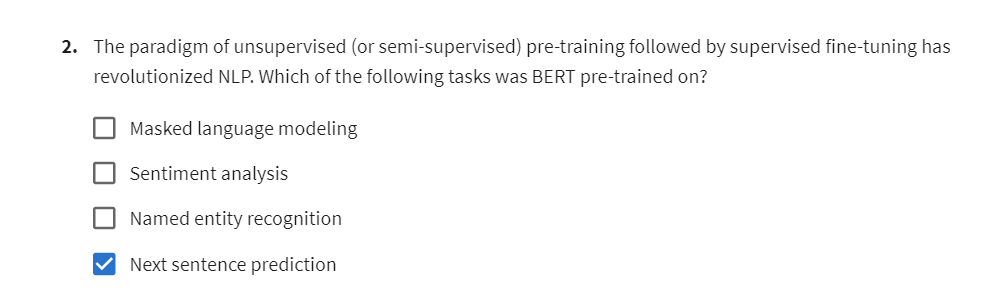 2. The paradigm of unsupervised (or semi-supervised) pre-training followed by supervised fine-tuning has
revolutionized NLP. Which of the following tasks was BERT pre-trained on?
Masked language modeling
Sentiment analysis
Named entity recognition
Next sentence prediction